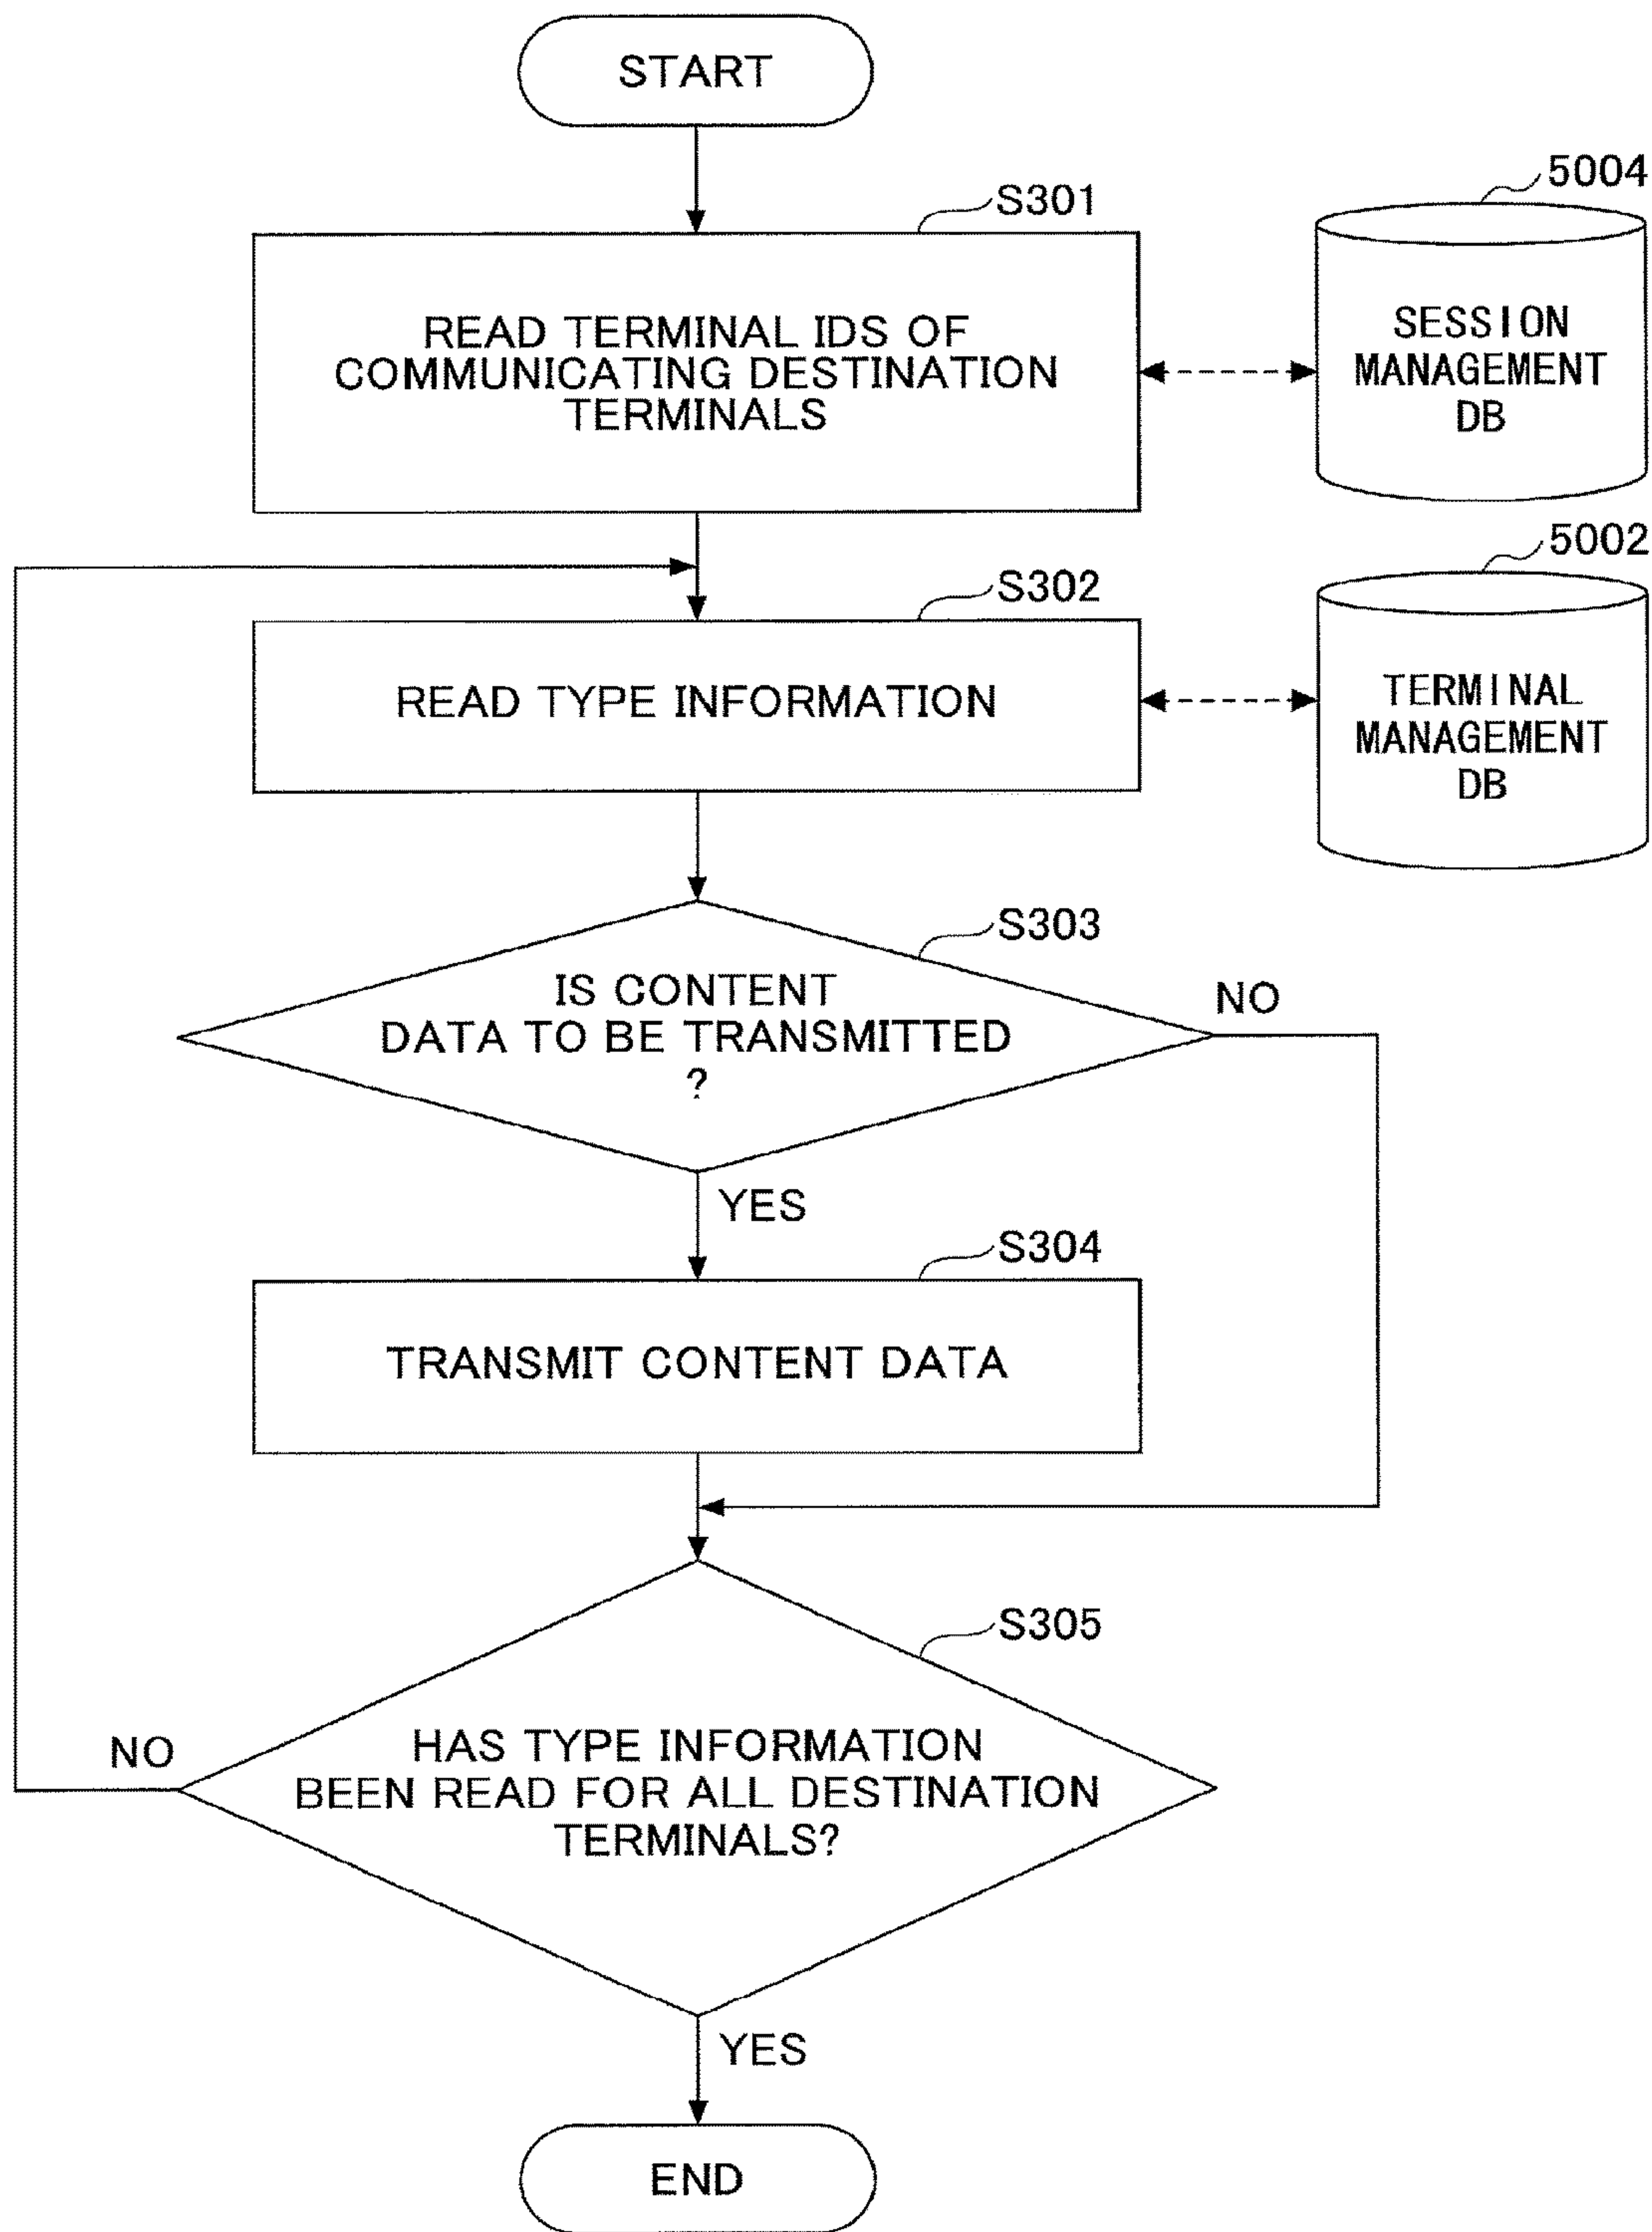 START
S301
5004
READ TERMINAL IDS OF
COMMUNICATING DESTINATION
TERMINALS
SESSION
MANAGEMENT
DB
S302
5002
READ TYPE INFORMATION
TERMINAL
MANAGEMENT
DB
S303
IS CONTENT
DATA TO BE TRANSMITTED
?
NO
YES
S304
TRANSMIT CONTENT DATA
S305
HAS TYPE INFORMATION
BEEN READ FOR ALL DESTINATION
TERMINALS?
NO
YES
END